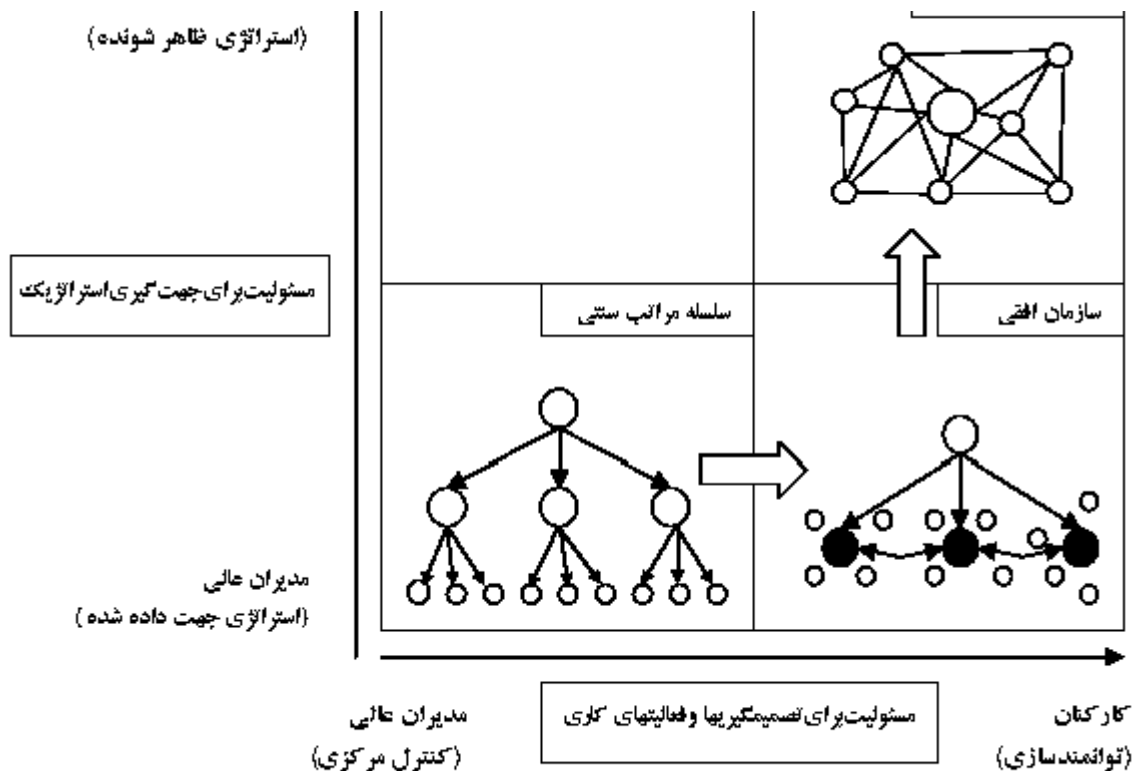 (استراتژی ظاهر شونده)
مسئولیت برای جهت گیری استراتژیک
سلسله مراتب سنتی
سازمان افقی
مدیران عالی
(استراتژی جهت داده شده)
مدیران عالی
(کنترل مرکزی)
مسئولیت برای تصمیمگیریها و فعالیتهای کاری
کارکنان
(توانمندسازی)